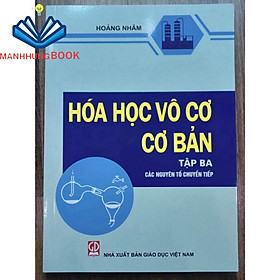 HOÀNG NHÂM
MANHHUNGBOOK
HÓA HỌC VÔ CƠ
CƠ BẢN
TẬP BA
CÁC NGUYÊN TỐ CHUYỂN TIẾP
NHÀ XUẤT BẢN GIÁO DỤC VIỆT NAM